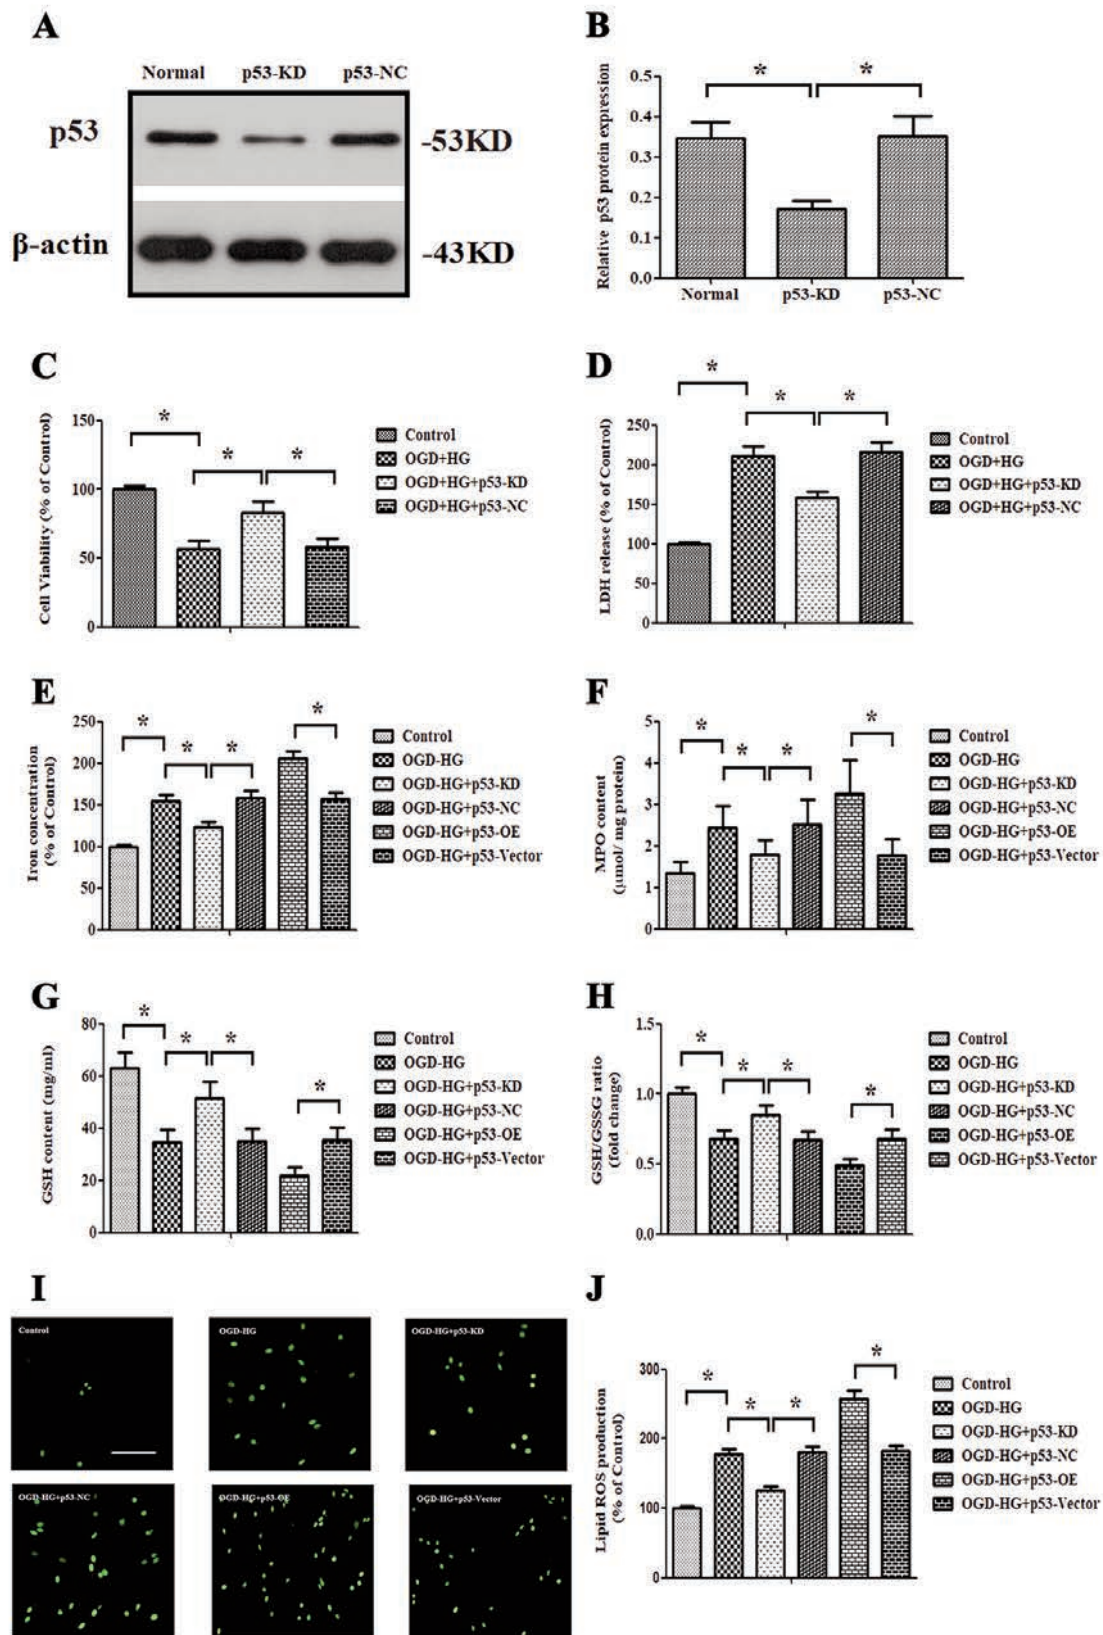 A
Normal p53-KD p53-NC
p53
-53KD
β-actin
-43KD
B
Relative p53 protein expression
0.5
0.4
0.3
0.2
0.1
0.0
* *
Normal p53-KD p53-NC
C
Cell Viability (% of Control)
150
100
50
0
* * *
Control
OGD+HG
OGD+HG+p53-KD
OGD+HG+p53-NC
D
LDH release (% of Control)
250
200
150
100
50
0
* * *
Control
OGD+HG
OGD+HG+p53-KD
OGD+HG+p53-NC
E
Iron concentration
(% of Control)
250
200
150
100
50
0
* * * *
Control
OGD-HG
OGD-HG+p53-KD
OGD-HG+p53-NC
OGD-HG+p53-OE
OGD-HG+p53-Vector
F
MPO content
(μmol/ mg protein)
5
4
3
2
1
0
* * * *
Control
OGD-HG
OGD-HG+p53-KD
OGD-HG+p53-NC
OGD-HG+p53-OE
OGD-HG+p53-Vector
G
GSH content (mg/ml)
80
60
40
20
0
* * * *
Control
OGD-HG
OGD-HG+p53-KD
OGD-HG+p53-NC
OGD-HG+p53-OE
OGD-HG+p53-Vector
H
GSH/GSSG ratio
(fold change)
1.5
1.0
0.5
0.0
* * * *
Control
OGD-HG
OGD-HG+p53-KD
OGD-HG+p53-NC
OGD-HG+p53-OE
OGD-HG+p53-Vector
I
Control
OGD-HG
OGD-HG+p53-KD
OGD-HG+p53-NC
OGD-HG+p53-OE
OGD-HG+p53-Vector
J
Lipid ROS production
(% of Control)
300
200
100
0
* * * *
Control
OGD-HG
OGD-HG+p53-KD
OGD-HG+p53-NC
OGD-HG+p53-OE
OGD-HG+p53-Vector